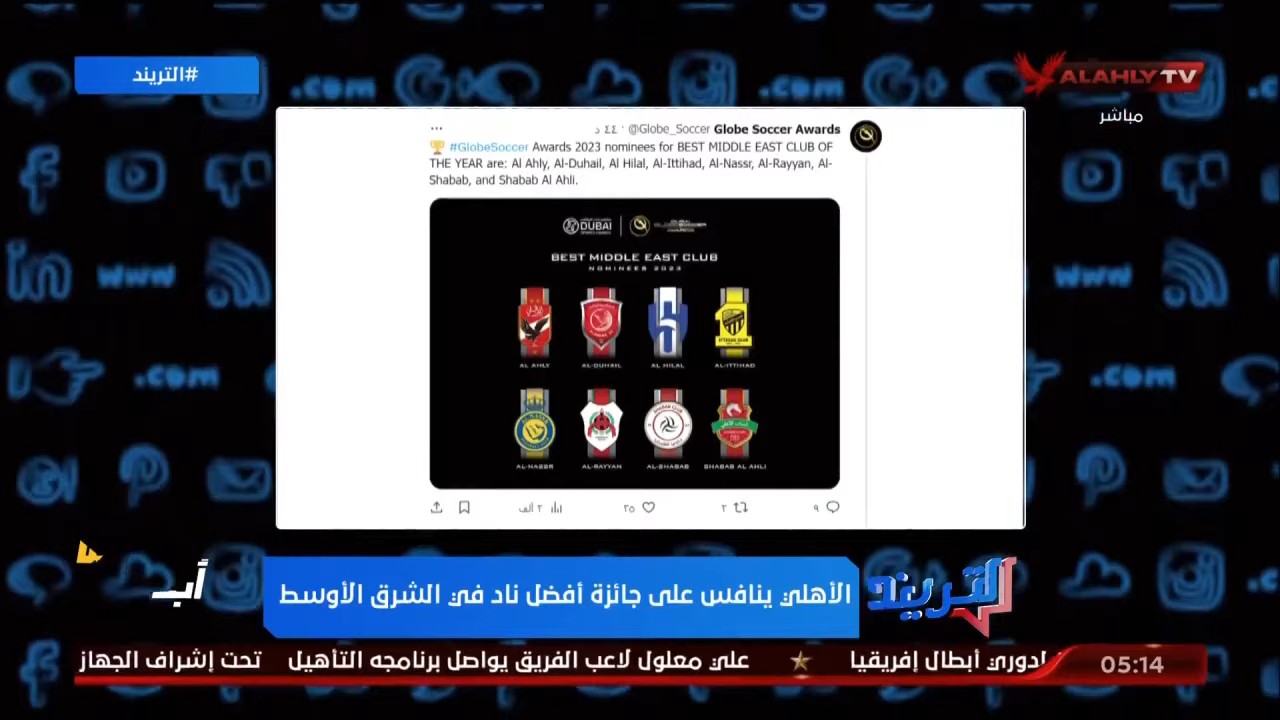 #التريند
ALAHLY TV
مباشر
Globe Soccer Awards @Globe_Soccer · ٤٤ د
🏆 #GlobeSoccer Awards 2023 nominees for BEST MIDDLE EAST CLUB OF
THE YEAR are: Al Ahly, Al-Duhail, Al Hilal, Al-Ittihad, Al-Nassr, Al-Rayyan, Al-
Shabab, and Shabab Al Ahli.
DUBAI
BEST MIDDLE EAST CLUB
NOMINEES 2023
AL AHLY AL-DUHAIL AL HILAL AL-ITTIHAD
AL-NASSR AL-RAYYAN AL-SHABAB SHABAB AL AHLI
٩ ٢ ٢٥ ٢ ألف
التريند
الأهلي ينافس على جائزة أفضل ناد في الشرق الأوسط
05:14
دوري أبطال إفريقيا ★ علي معلول لاعب الفريق يواصل برنامجه التأهيل تحت إشراف الجهاز